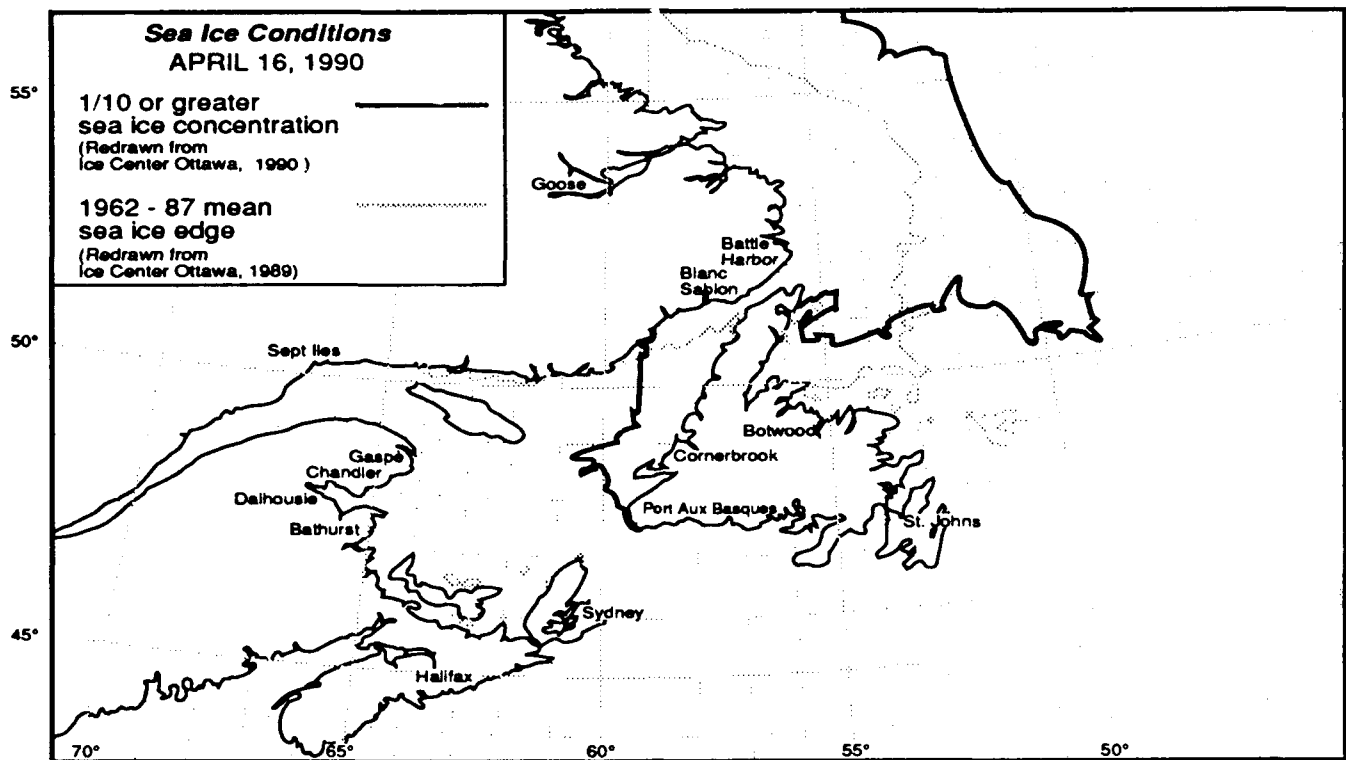 Sea Ice Conditions
APRIL 16, 1990
1/10 or greater
sea ice concentration
(Redrawn from
Ice Center Ottawa, 1990 )
1962 - 87 mean
sea ice edge
(Redrawn from
Ice Center Ottawa, 1989)
55°
Goose
Battle
Harbor
Blanc
Sablon
50°
Sept Iles
Botwood
Cornerbrook
Gaspe
Chandler
Dalhousie
Port Aux Basques
St. Johns
Bathurst
Sydney
45°
Halifax
70°
65°
60°
55°
50°